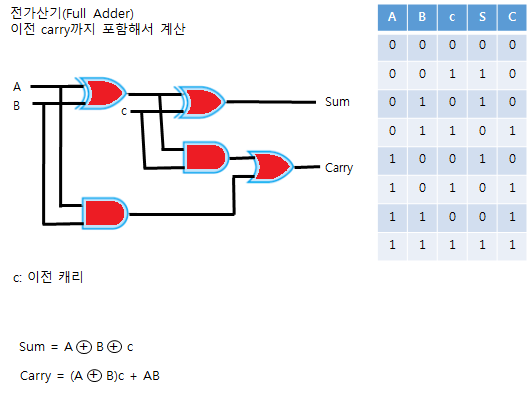 전가산기(Full Adder)
이전 carry까지 포함해서 계산
A B c S C
0 0 0 0 0
0 0 1 1 0
0 1 0 1 0
0 1 1 0 1
1 0 0 1 0
1 0 1 0 1
1 1 0 0 1
1 1 1 1 1
A
B
c
Sum
Carry
c: 이전 캐리
Sum = A ⊕ B ⊕ c
Carry = (A ⊕ B)c + AB